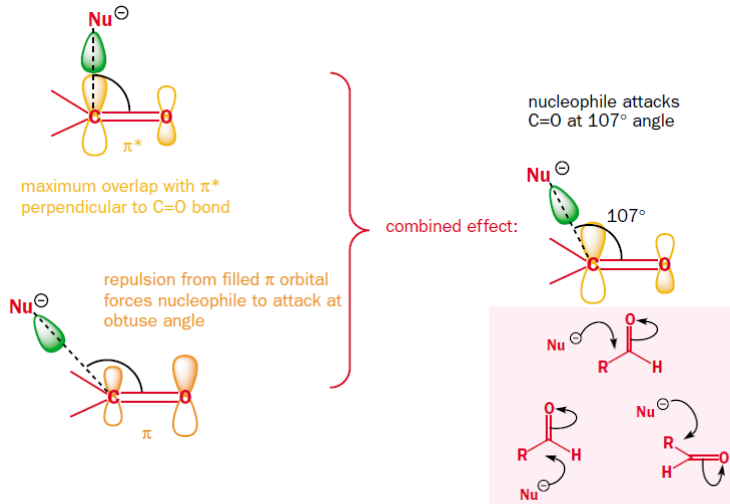 Nu⊖
C
O
π*
maximum overlap with π*
perpendicular to C=O bond
repulsion from filled π orbital
forces nucleophile to attack at
obtuse angle
Nu⊖
C
O
π
combined effect:
nucleophile attacks
C=O at 107° angle
Nu⊖
107°
C
O
Nu⊖
O
R
H
O
R
H
Nu⊖
Nu⊖
R
H
O